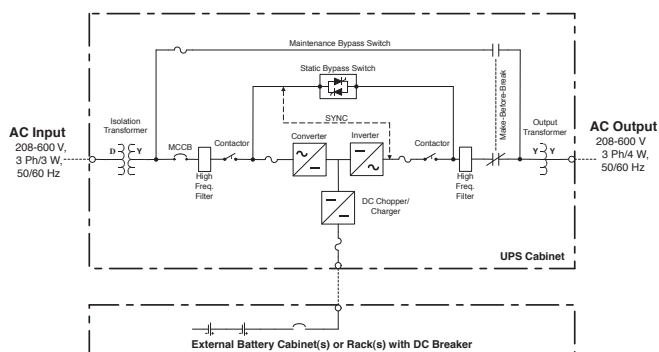 Maintenance Bypass Switch
Static Bypass Switch
Make-Before-Break
Isolation
Transformer
Output
Transformer
AC Input
208-600 V,
3 Ph/3 W,
50/60 Hz
D Y
MCCB
Contactor
SYNC
Converter
Inverter
Contactor
Y Y
AC Output
208-600 V
3 Ph/4 W,
50/60 Hz
High
Freq.
Filter
High
Freq.
Filter
DC Chopper/
Charger
UPS Cabinet
External Battery Cabinet(s) or Rack(s) with DC Breaker